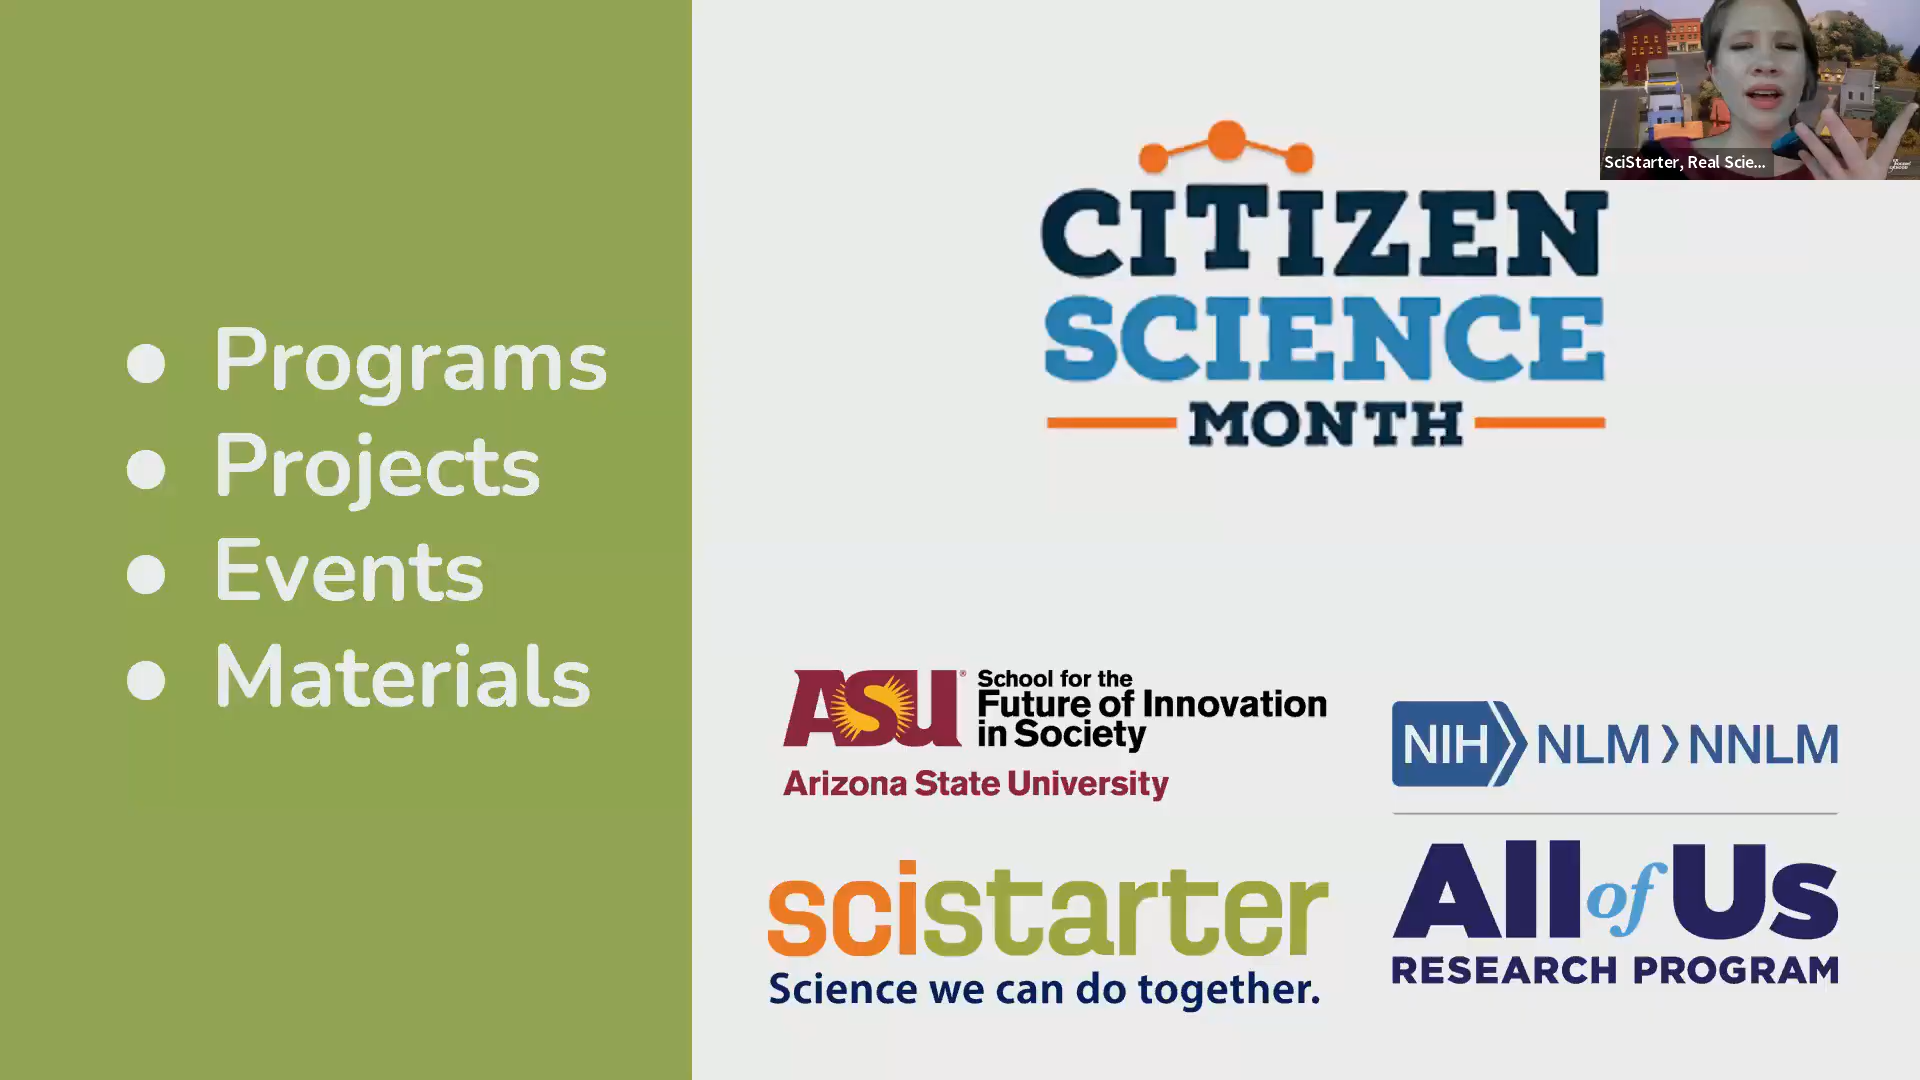 ● Programs
● Projects
● Events
● Materials
CITIZEN
SCIENCE
MONTH
ASU® School for the
Future of Innovation
in Society
Arizona State University
scistarter
Science we can do together.
NIH NLM NNLM
All of Us
RESEARCH PROGRAM
SciStarter, Real Scie...